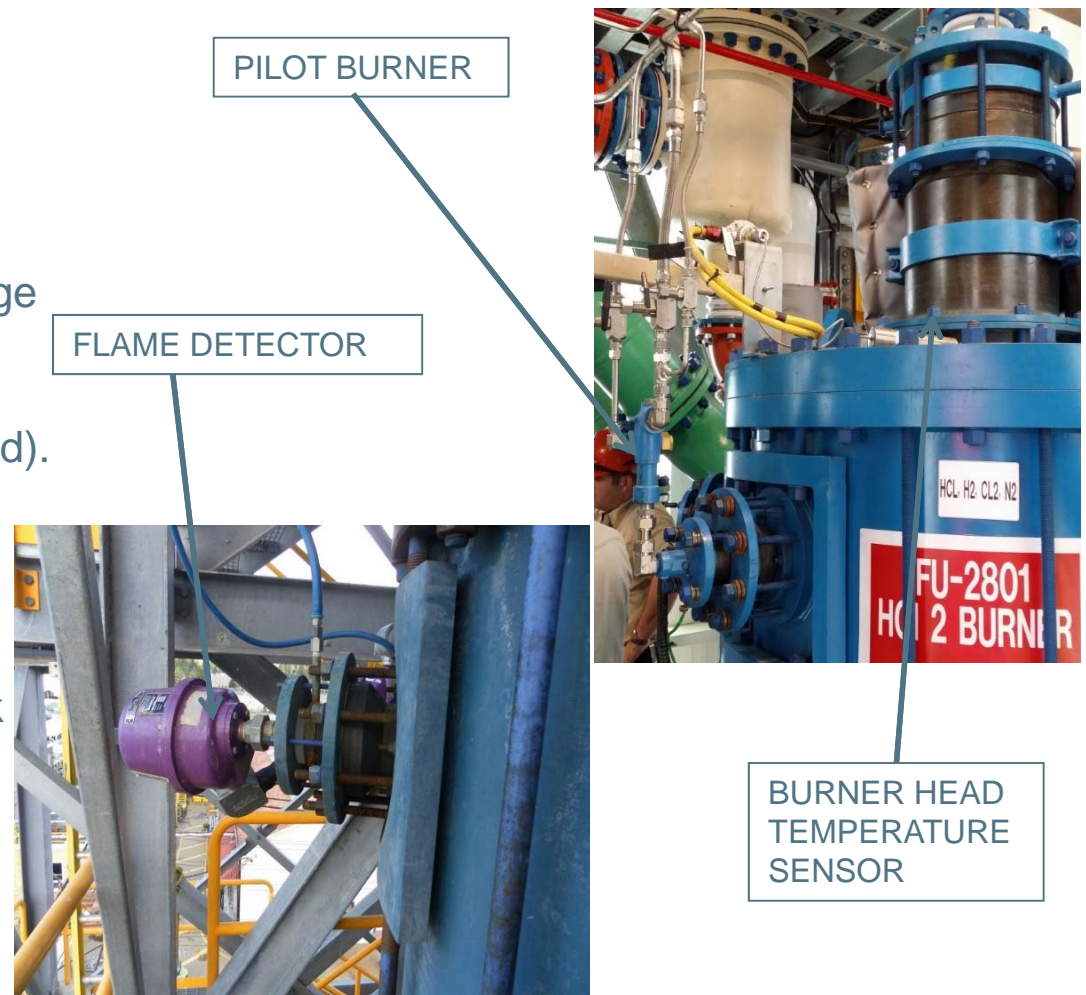 PILOT BURNER
ge
FLAME DETECTOR
d).
HCL, H2, CL2, N2
FU-2801
HCl 2 BURNER
BURNER HEAD
TEMPERATURE
SENSOR